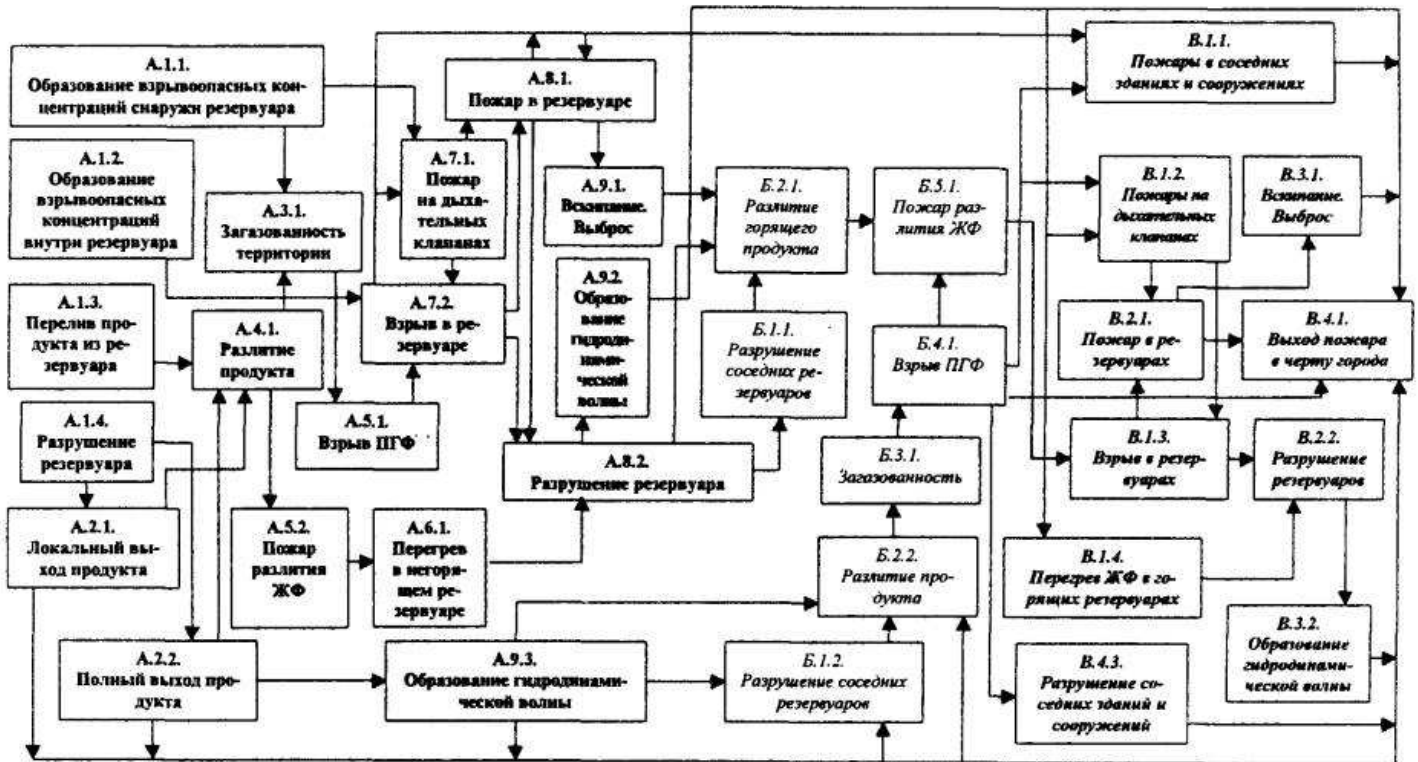 А.1.1.
Образование взрывоопасных кон-
центраций снаружи резервуара
А.1.2.
Образование
взрывоопасных
концентраций
внутри резервуара
А.1.3.
Перелив про-
дукта из ре-
зервуара
А.1.4.
Разрушение
резервуара
А.2.1.
Локальный вы-
ход продукта
А.2.2.
Полный выход про-
дукта
А.3.1.
Загазованность
территории
А.4.1.
Разлитие
продукта
А.5.1.
Взрыв ПГФ
А.5.2.
Пожар
разлития
ЖФ
А.6.1.
Перегрев
в негоря-
щем ре-
зервуаре
А.7.1.
Пожар
на дыха-
тельных
клапанах
А.7.2.
Взрыв в ре-
зервуаре
А.8.1.
Пожар в резервуаре
А.8.2.
Разрушение резервуара
А.9.1.
Вскипание.
Выброс
А.9.2.
Образо-
вание
гидроди-
нами-
ческой
волны
А.9.3.
Образование гидродинами-
ческой волны
Б.2.1.
Разлитие
горящего
продукта
Б.1.1.
Разрушение
соседних ре-
зервуаров
Б.1.2.
Разрушение соседних
резервуаров
Б.5.1.
Пожар раз-
лития ЖФ
Б.4.1.
Взрыв ПГФ
Б.3.1.
Загазованность
Б.2.2.
Разлитие про-
дукта
В.1.1.
Пожары в соседних
зданиях и сооружениях
В.1.2.
Пожары на
дыхательных
клапанах
В.3.1.
Вскипание.
Выброс
В.2.1.
Пожар в ре-
зервуарах
В.4.1.
Выход пожара
в черту города
В.1.3.
Взрыв в резер-
вуарах
В.2.2.
Разрушение
резервуаров
В.1.4.
Перегрев ЖФ в го-
рящих резервуарах
В.3.2.
Образование
гидродинами-
ческой волны
В.4.3.
Разрушение со-
седних зданий и
сооружений